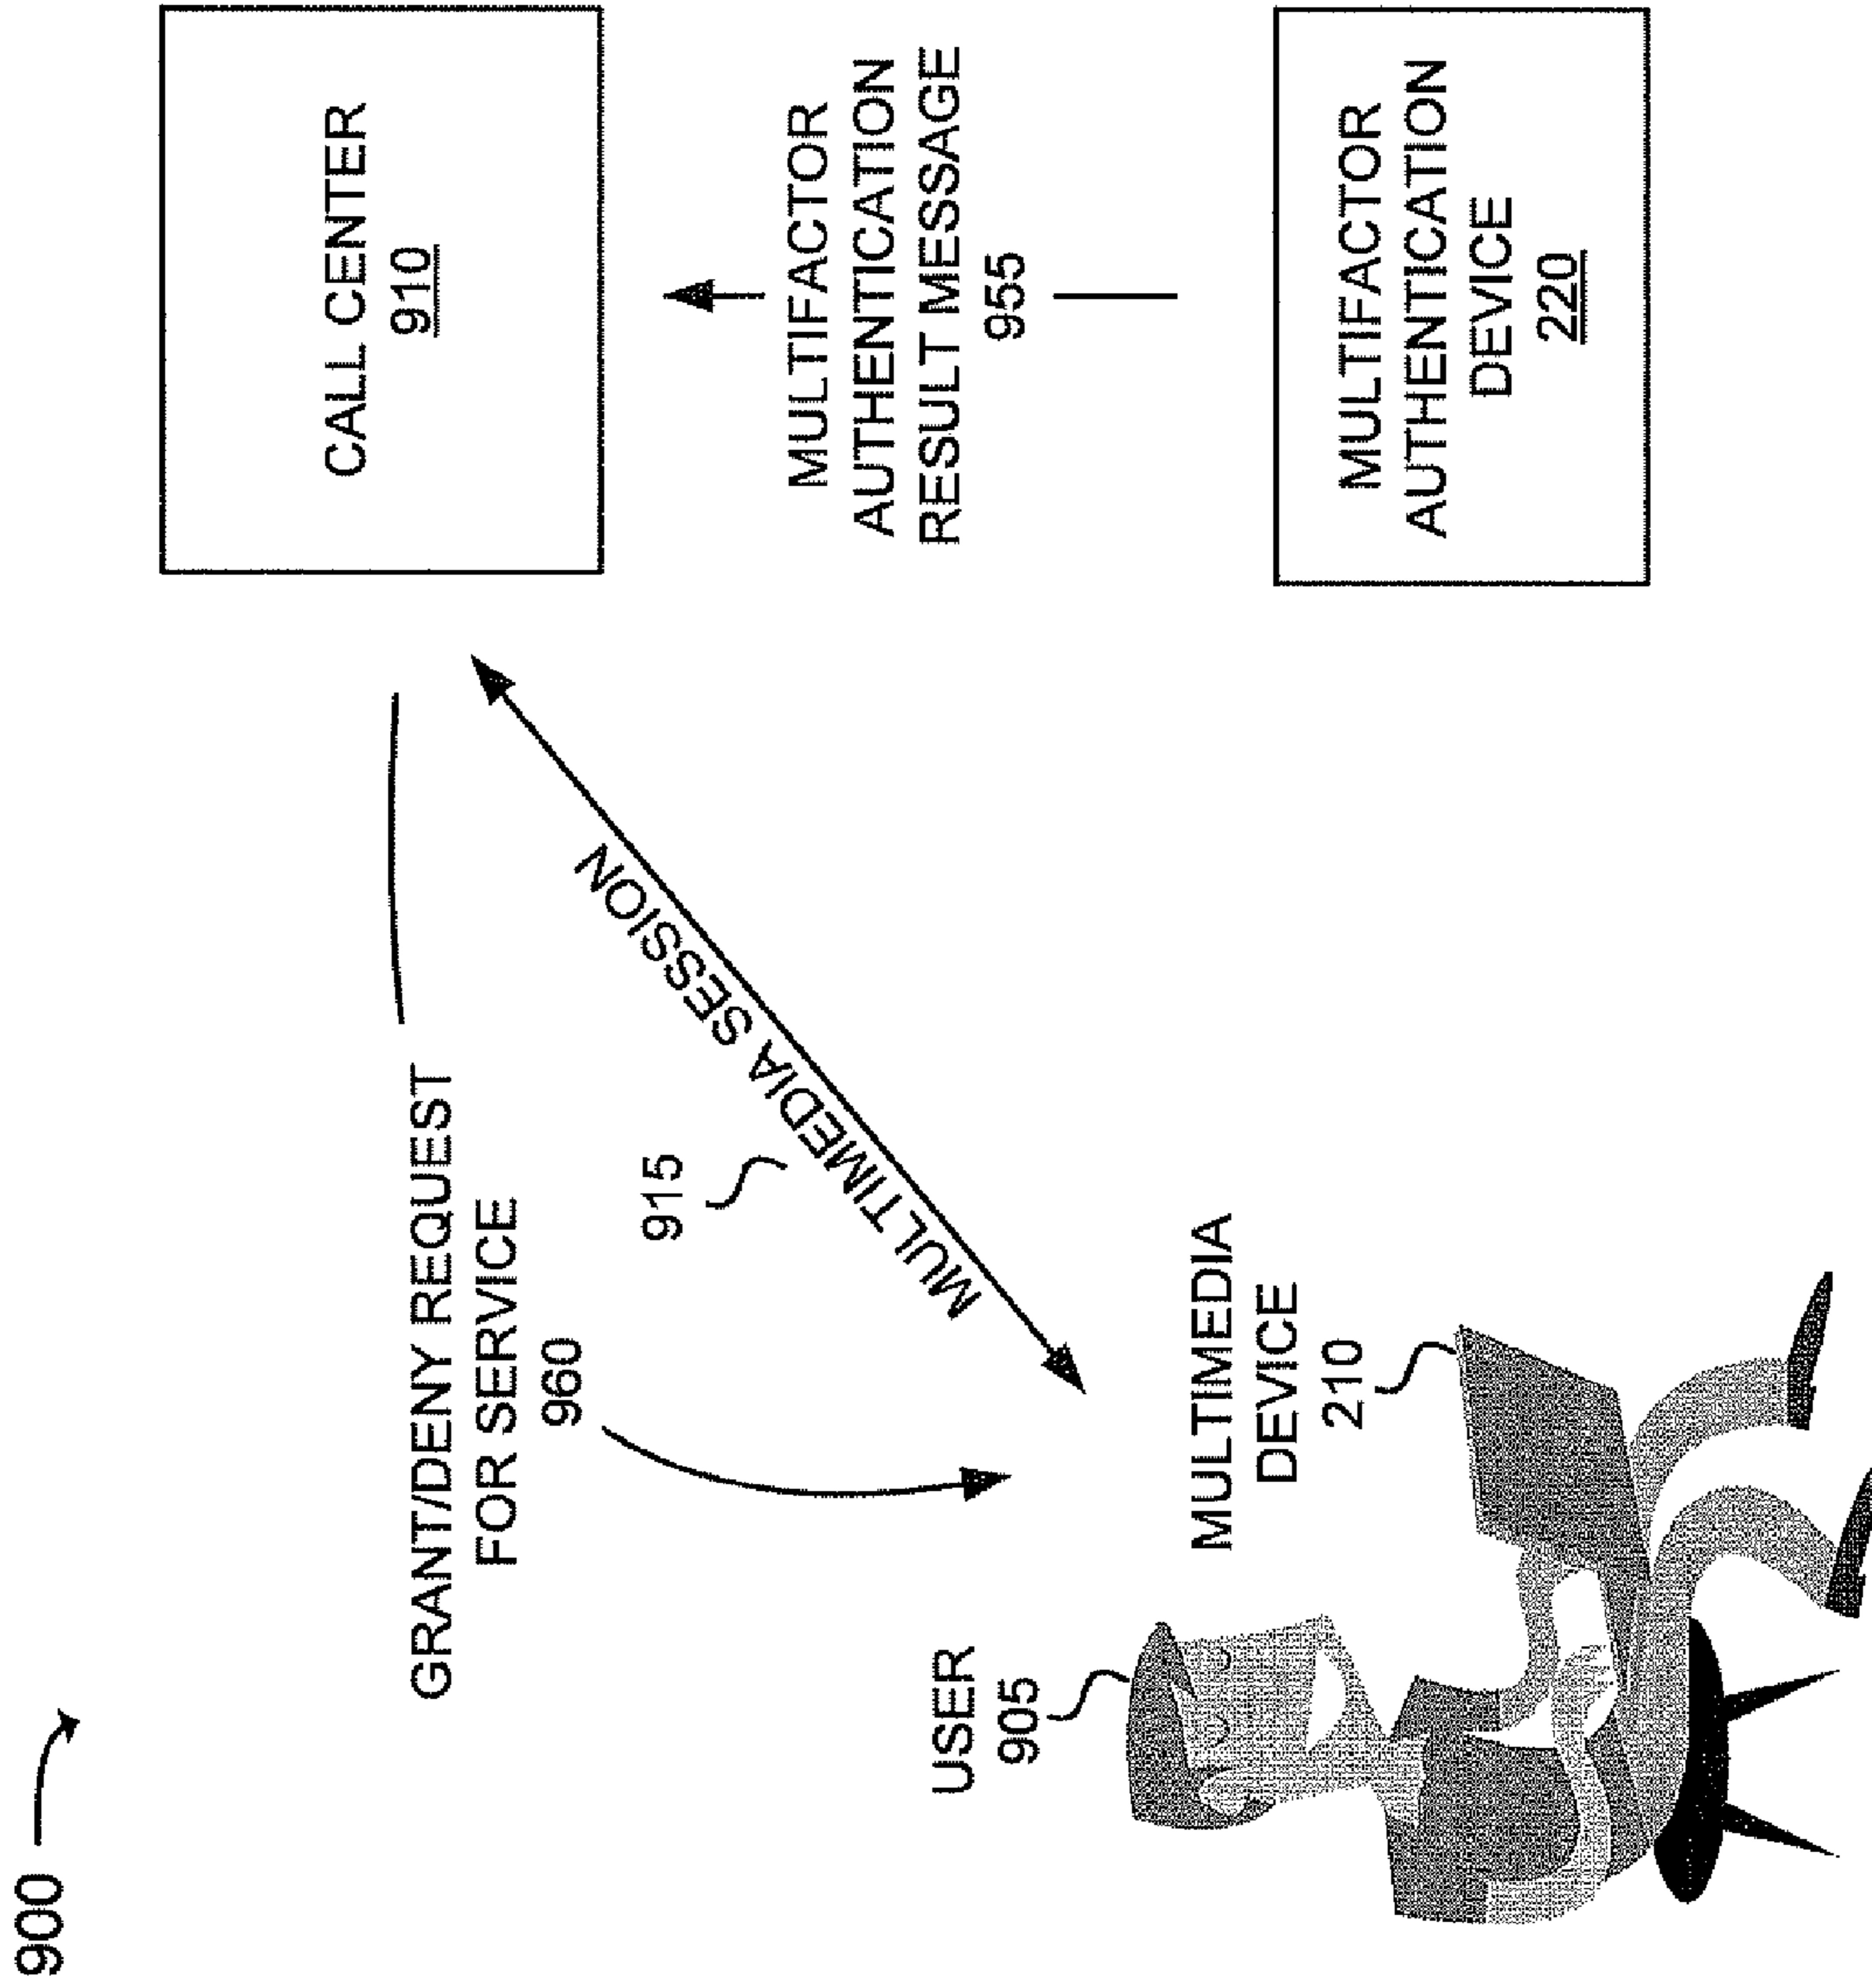 900
GRANT/DENY REQUEST
FOR SERVICE
960
CALL CENTER
910
915
MULTIMEDIA SESSION
MULTIFACTOR
AUTHENTICATION
RESULT MESSAGE
955
USER
905
MULTIMEDIA
DEVICE
210
MULTIFACTOR
AUTHENTICATION
DEVICE
220